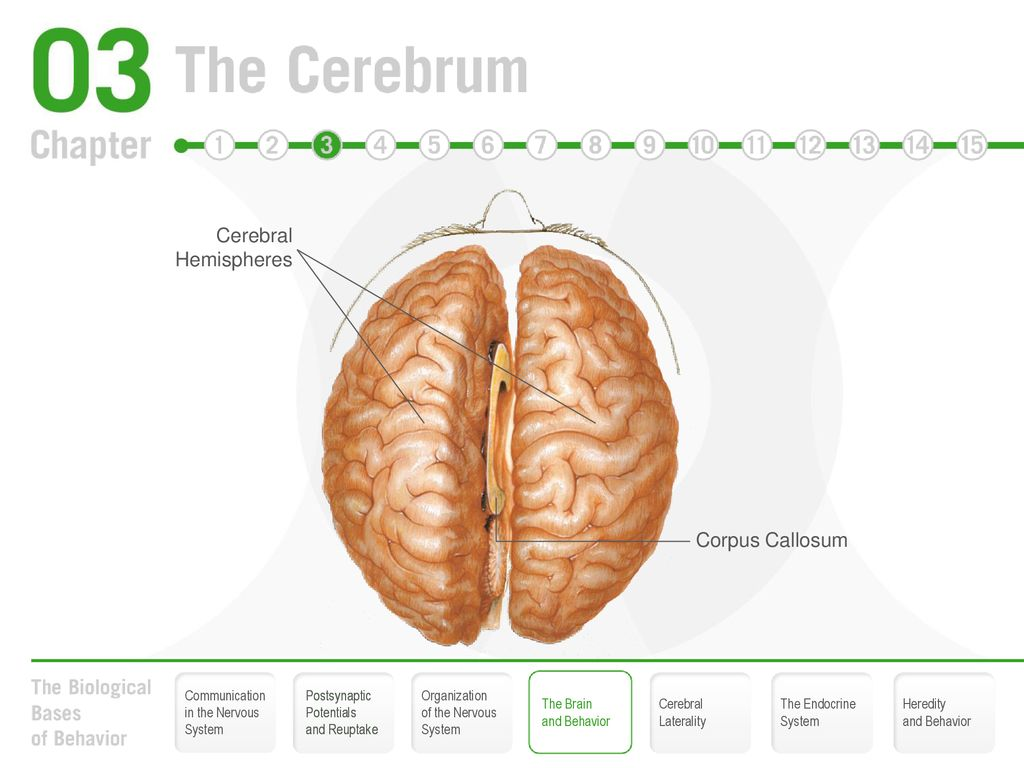 03
The Cerebrum
Chapter
1 2 3 4 5 6 7 8 9 10 11 12 13 14 15
Cerebral
Hemispheres
Corpus Callosum
The Biological
Bases
of Behavior
Communication
in the Nervous
System
Postsynaptic
Potentials
and Reuptake
Organization
of the Nervous
System
The Brain
and Behavior
Cerebral
Laterality
The Endocrine
System
Heredity
and Behavior